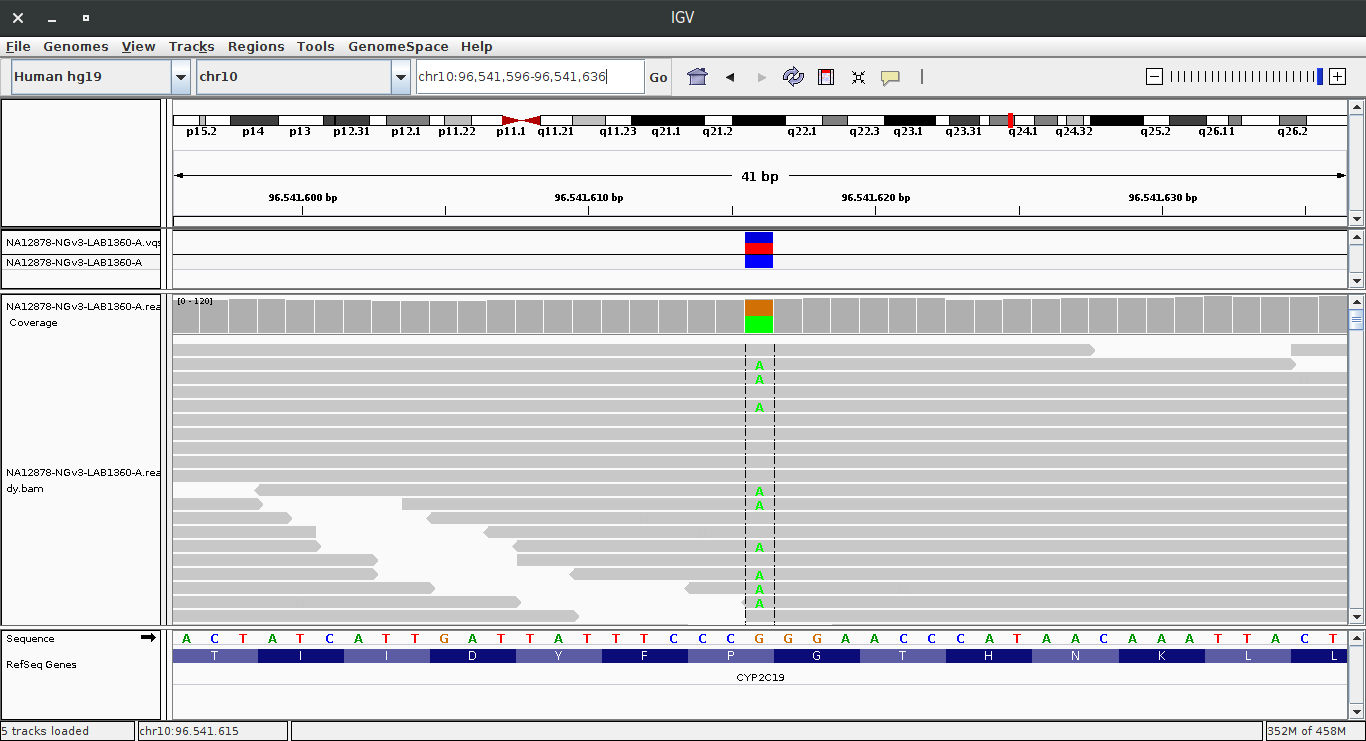 IGV
File Genomes View Tracks Regions Tools GenomeSpace Help
Human hg19 chr10 chr10:96,541,596-96,541,636 Go
p15.2 p14 p13 p12.31 p12.1 p11.22 p11.1 q11.21 q11.23 q21.1 q21.2 q22.1 q22.3 q23.1 q23.31 q24.1 q24.32 q25.2 q26.11 q26.2
41 bp
96.541.600 bp 96.541.610 bp 96.541.620 bp 96.541.630 bp
NA12878-NGv3-LAB1360-A.vqs
NA12878-NGv3-LAB1360-A
NA12878-NGv3-LAB1360-A.rea [0 - 120]
Coverage
A
A
A
NA12878-NGv3-LAB1360-A.rea
dy.bam
A
A
A
A
A
A
Sequence A C T A T C A T T G A T T A T T T C C C G G G A A C C C A T A A C A A A T T A C T
RefSeq Genes T I I D Y F P G T H N K L L
CYP2C19
5 tracks loaded chr10:96.541.615 352M of 458M